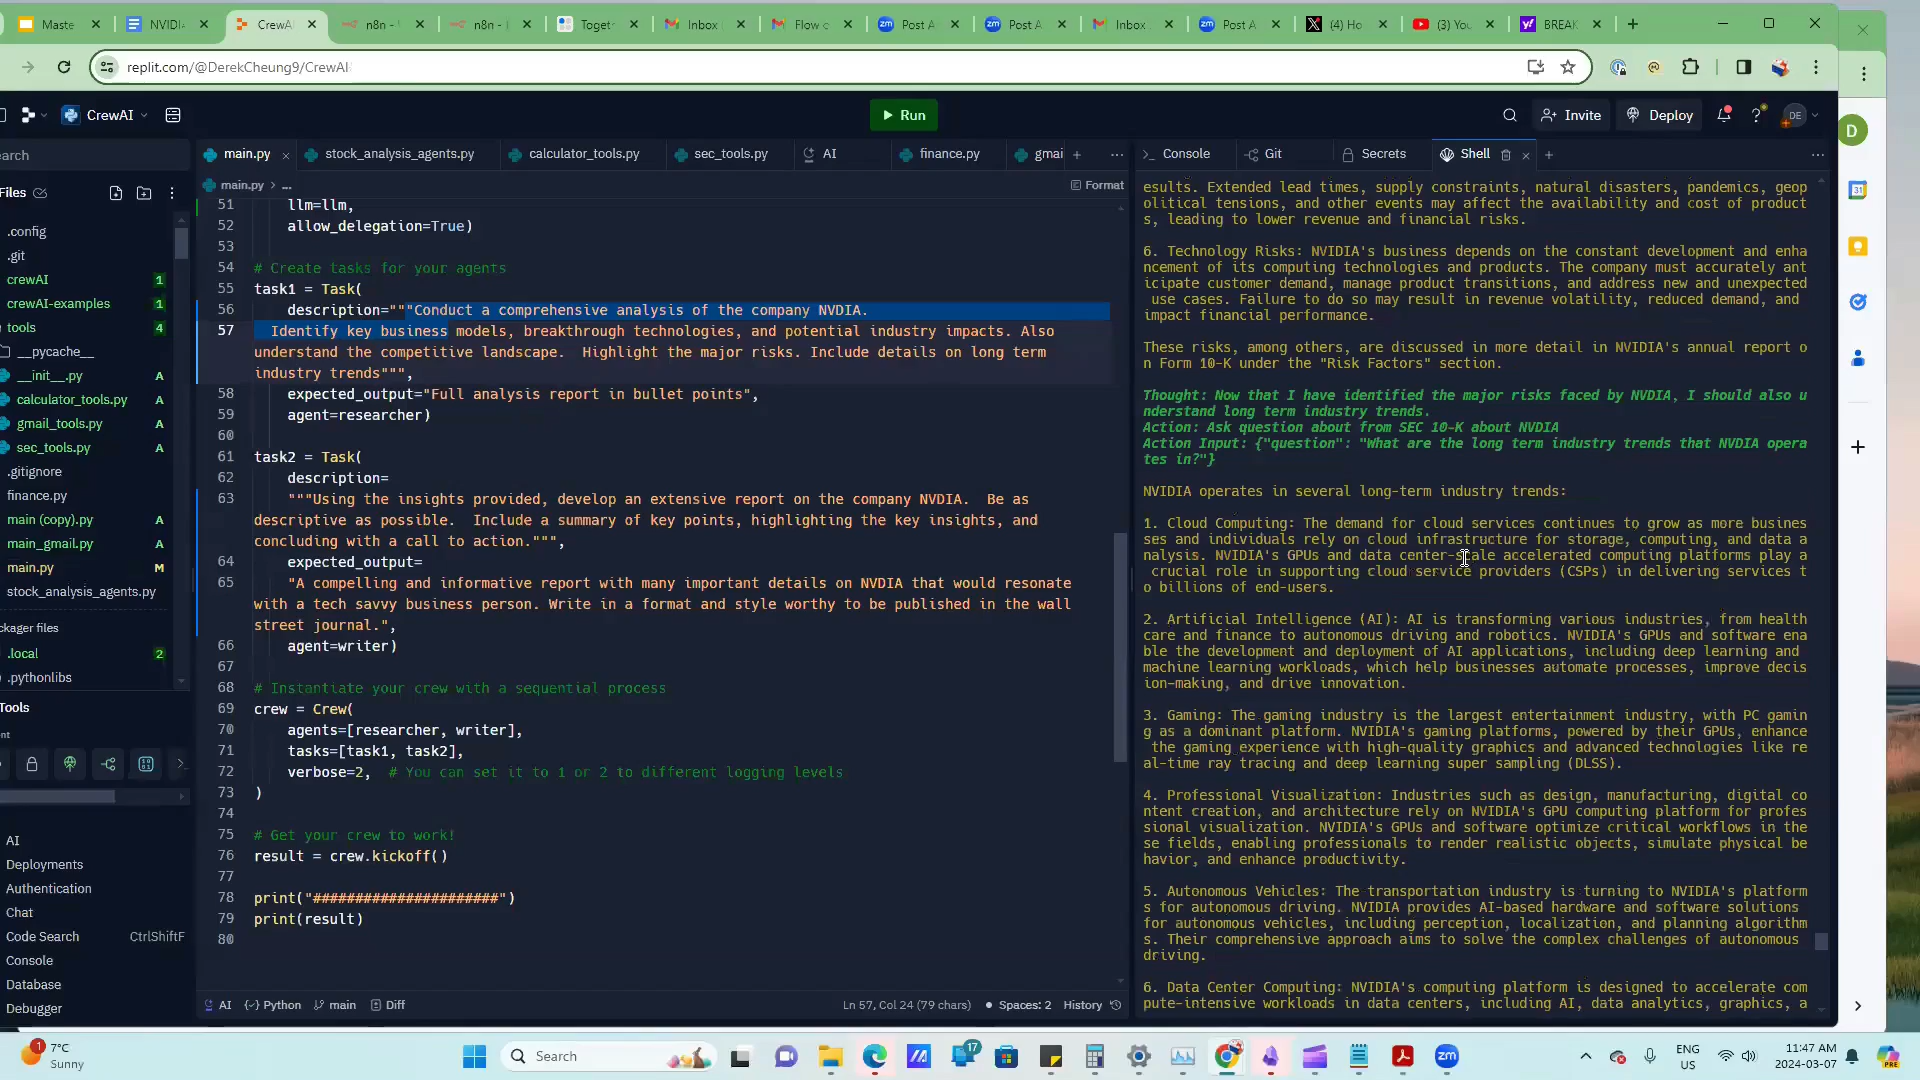 Maste
NVIDI
CrewA
n8n -
n8n -
Togeth
Inbox
Flow c
Post A
Post A
Inbox
Post A
(4) Ho
(3) You
BREAK
replit.com/@DerekCheung9/CrewAI
CrewAI
Run
Invite
Deploy
DE
D
earch
main.py
stock_analysis_agents.py
calculator_tools.py
sec_tools.py
AI
finance.py
gmai
Console
Git
Secrets
Shell
Files
main.py > ...
Format
.config
.git
crewAI 1
crewAI-examples 1
tools 4
__pycache__
__init__.py A
calculator_tools.py A
gmail_tools.py A
sec_tools.py A
.gitignore
finance.py
main (copy).py A
main_gmail.py A
main.py M
stock_analysis_agents.py
ckager files
.local 2
.pythonlibs
Tools
ent
AI
Deployments
Authentication
Chat
Code Search CtrlShiftF
Console
Database
Debugger
51 llm=llm,
52 allow_delegation=True)
53
54 # Create tasks for your agents
55 task1 = Task(
56 description="""Conduct a comprehensive analysis of the company NVDIA.
57 Identify key business models, breakthrough technologies, and potential industry impacts. Also
understand the competitive landscape.  Highlight the major risks. Include details on long term
industry trends""",
58 expected_output="Full analysis report in bullet points",
59 agent=researcher)
60
61 task2 = Task(
62 description=
63 """Using the insights provided, develop an extensive report on the company NVDIA.  Be as
descriptive as possible.  Include a summary of key points, highlighting the key insights, and
concluding with a call to action.""",
64 expected_output=
65 "A compelling and informative report with many important details on NVDIA that would resonate
with a tech savvy business person. Write in a format and style worthy to be published in the wall
street journal.",
66 agent=writer)
67
68 # Instantiate your crew with a sequential process
69 crew = Crew(
70 agents=[researcher, writer],
71 tasks=[task1, task2],
72 verbose=2,  # You can set it to 1 or 2 to different logging levels
73 )
74
75 # Get your crew to work!
76 result = crew.kickoff()
77
78 print("######################")
79 print(result)
80
AI
Python
main
Diff
Ln 57, Col 24 (79 chars)
Spaces: 2
History
esults. Extended lead times, supply constraints, natural disasters, pandemics, geop
olitical tensions, and other events may affect the availability and cost of product
s, leading to lower revenue and financial risks.
6. Technology Risks: NVIDIA's business depends on the constant development and enha
ncement of its computing technologies and products. The company must accurately ant
icipate customer demand, manage product transitions, and address new and unexpected
use cases. Failure to do so may result in revenue volatility, reduced demand, and
impact financial performance.
These risks, among others, are discussed in more detail in NVIDIA's annual report o
n Form 10-K under the "Risk Factors" section.
Thought: Now that I have identified the major risks faced by NVDIA, I should also u
nderstand long term industry trends.
Action: Ask question about from SEC 10-K about NVDIA
Action Input: {"question": "What are the long term industry trends that NVDIA opera
tes in?"}
NVIDIA operates in several long-term industry trends:
1. Cloud Computing: The demand for cloud services continues to grow as more busines
ses and individuals rely on cloud infrastructure for storage, computing, and data a
nalysis. NVIDIA's GPUs and data center-scale accelerated computing platforms play a
crucial role in supporting cloud service providers (CSPs) in delivering services t
o billions of end-users.
2. Artificial Intelligence (AI): AI is transforming various industries, from health
care and finance to autonomous driving and robotics. NVIDIA's GPUs and software ena
ble the development and deployment of AI applications, including deep learning and
machine learning workloads, which help businesses automate processes, improve decis
ion-making, and drive innovation.
3. Gaming: The gaming industry is the largest entertainment industry, with PC gamin
g as a dominant platform. NVIDIA's gaming platforms, powered by their GPUs, enhance
the gaming experience with high-quality graphics and advanced technologies like re
al-time ray tracing and deep learning super sampling (DLSS).
4. Professional Visualization: Industries such as design, manufacturing, digital co
ntent creation, and architecture rely on NVIDIA's GPU computing platform for profes
sional visualization. NVIDIA's GPUs and software optimize critical workflows in the
se fields, enabling professionals to render realistic objects, simulate physical be
havior, and enhance productivity.
5. Autonomous Vehicles: The transportation industry is turning to NVIDIA's platform
s for autonomous driving. NVIDIA provides AI-based hardware and software solutions
for autonomous vehicles, including perception, localization, and planning algorithm
s. Their comprehensive approach aims to solve the complex challenges of autonomous
driving.
6. Data Center Computing: NVIDIA's computing platform is designed to accelerate com
pute-intensive workloads in data centers, including AI, data analytics, graphics, a
31
1
7°C
Sunny
Search
17
zm
ENG
US
11:47 AM
2024-03-07